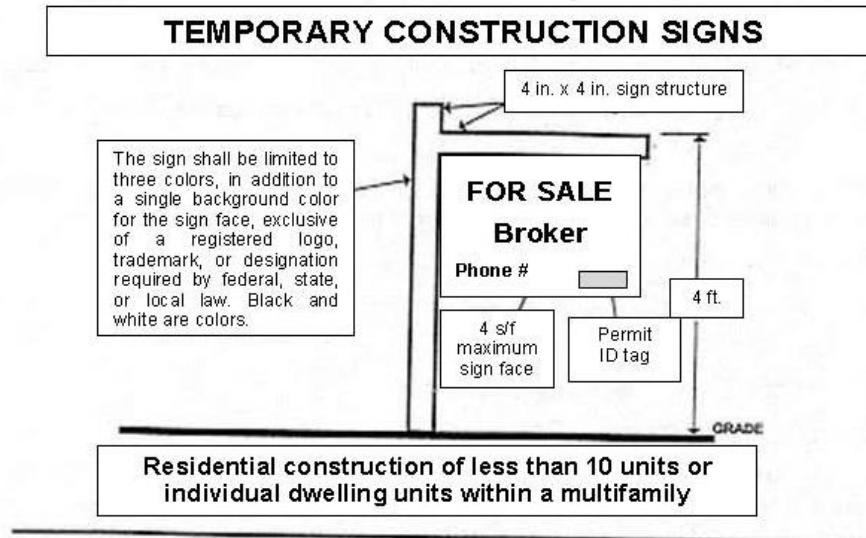 TEMPORARY CONSTRUCTION SIGNS
4 in. x 4 in. sign structure
The sign shall be limited to
three colors, in addition to
a single background color
for the sign face, exclusive
of a registered logo,
trademark, or designation
required by federal, state,
or local law. Black and
white are colors.
FOR SALE
Broker
Phone #
4 ft.
4 s/f
maximum
sign face
Permit
ID tag
GRADE
Residential construction of less than 10 units or
individual dwelling units within a multifamily